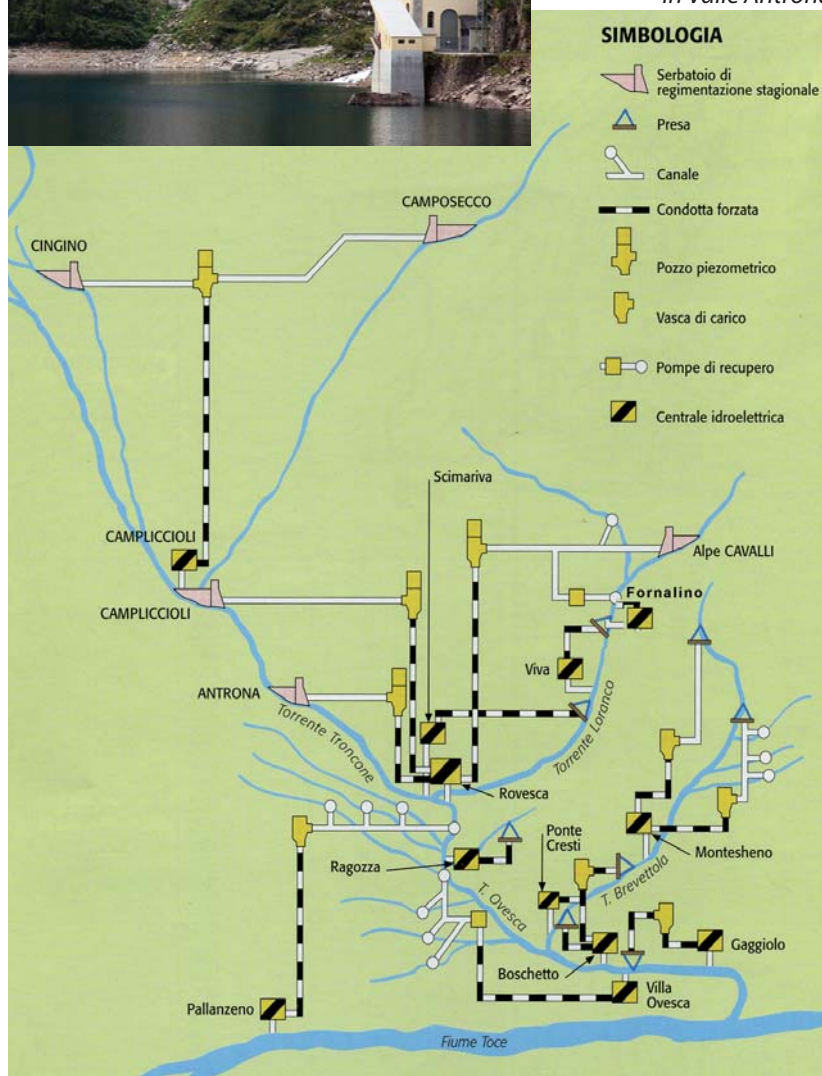 in Valle Antrona
SIMBOLOGIA
Serbatoio di
regimentazione stagionale
Presa
Canale
Condotta forzata
Pozzo piezometrico
Vasca di carico
Pompe di recupero
Centrale idroelettrica
CAMPOSECCO
CINGINO
Scimariva
CAMPLICCIOLI
Alpe CAVALLI
Fornalino
CAMPLICCIOLI
Viva
ANTRONA
Torrente Troncone
Torrente Loranco
Rovesca
Ponte
Cresti
Montesheno
Ragozza
T. Brevettola
T. Ovesca
Gaggiolo
Boschetto
Villa
Ovesca
Pallanzeno
Fiume Toce